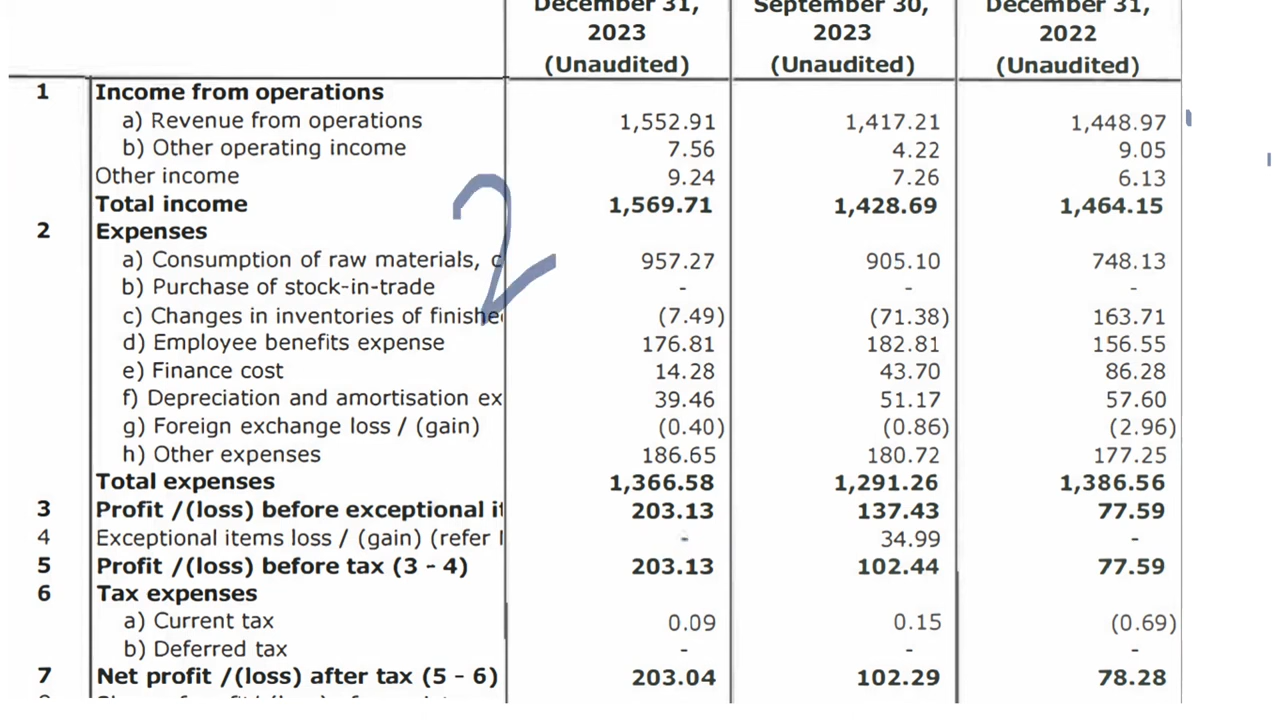 December 31, September 30, December 31,
2023 2023 2022
(Unaudited) (Unaudited) (Unaudited)
1 Income from operations
a) Revenue from operations 1,552.91 1,417.21 1,448.97
b) Other operating income 7.56 4.22 9.05
Other income 9.24 7.26 6.13
Total income 1,569.71 1,428.69 1,464.15
2 Expenses
a) Consumption of raw materials, c 957.27 905.10 748.13
b) Purchase of stock-in-trade - - -
c) Changes in inventories of finishe (7.49) (71.38) 163.71
d) Employee benefits expense 176.81 182.81 156.55
e) Finance cost 14.28 43.70 86.28
f) Depreciation and amortisation ex 39.46 51.17 57.60
g) Foreign exchange loss / (gain) (0.40) (0.86) (2.96)
h) Other expenses 186.65 180.72 177.25
Total expenses 1,366.58 1,291.26 1,386.56
3 Profit /(loss) before exceptional it 203.13 137.43 77.59
4 Exceptional items loss / (gain) (refer - 34.99 -
5 Profit /(loss) before tax (3 - 4) 203.13 102.44 77.59
6 Tax expenses
a) Current tax 0.09 0.15 (0.69)
b) Deferred tax - - -
7 Net profit /(loss) after tax (5 - 6) 203.04 102.29 78.28
2